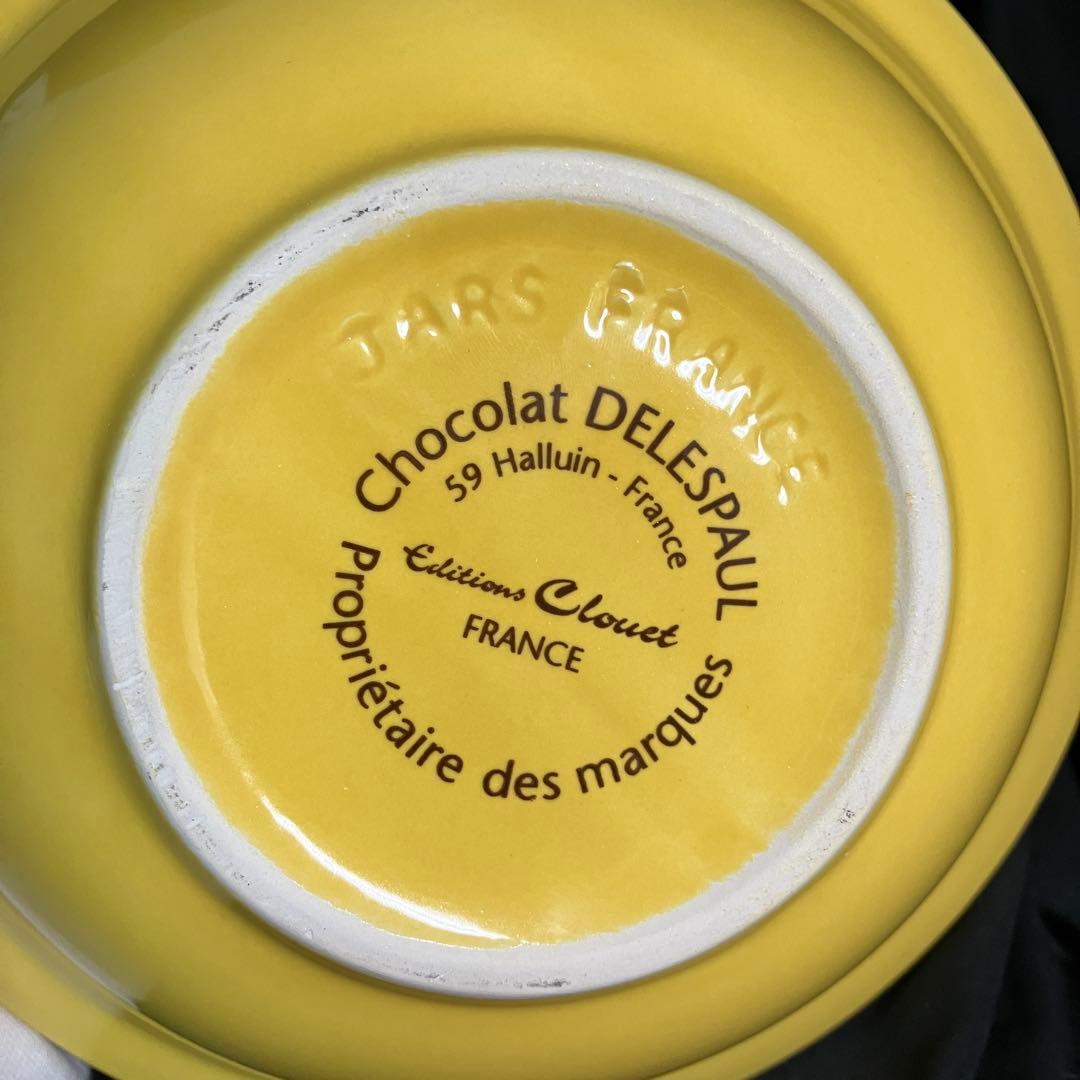 JARS FRANCE
Chocolat DELESPAUL
59 Halluin - France
Editions Clouet
FRANCE
Propriétaire des marques